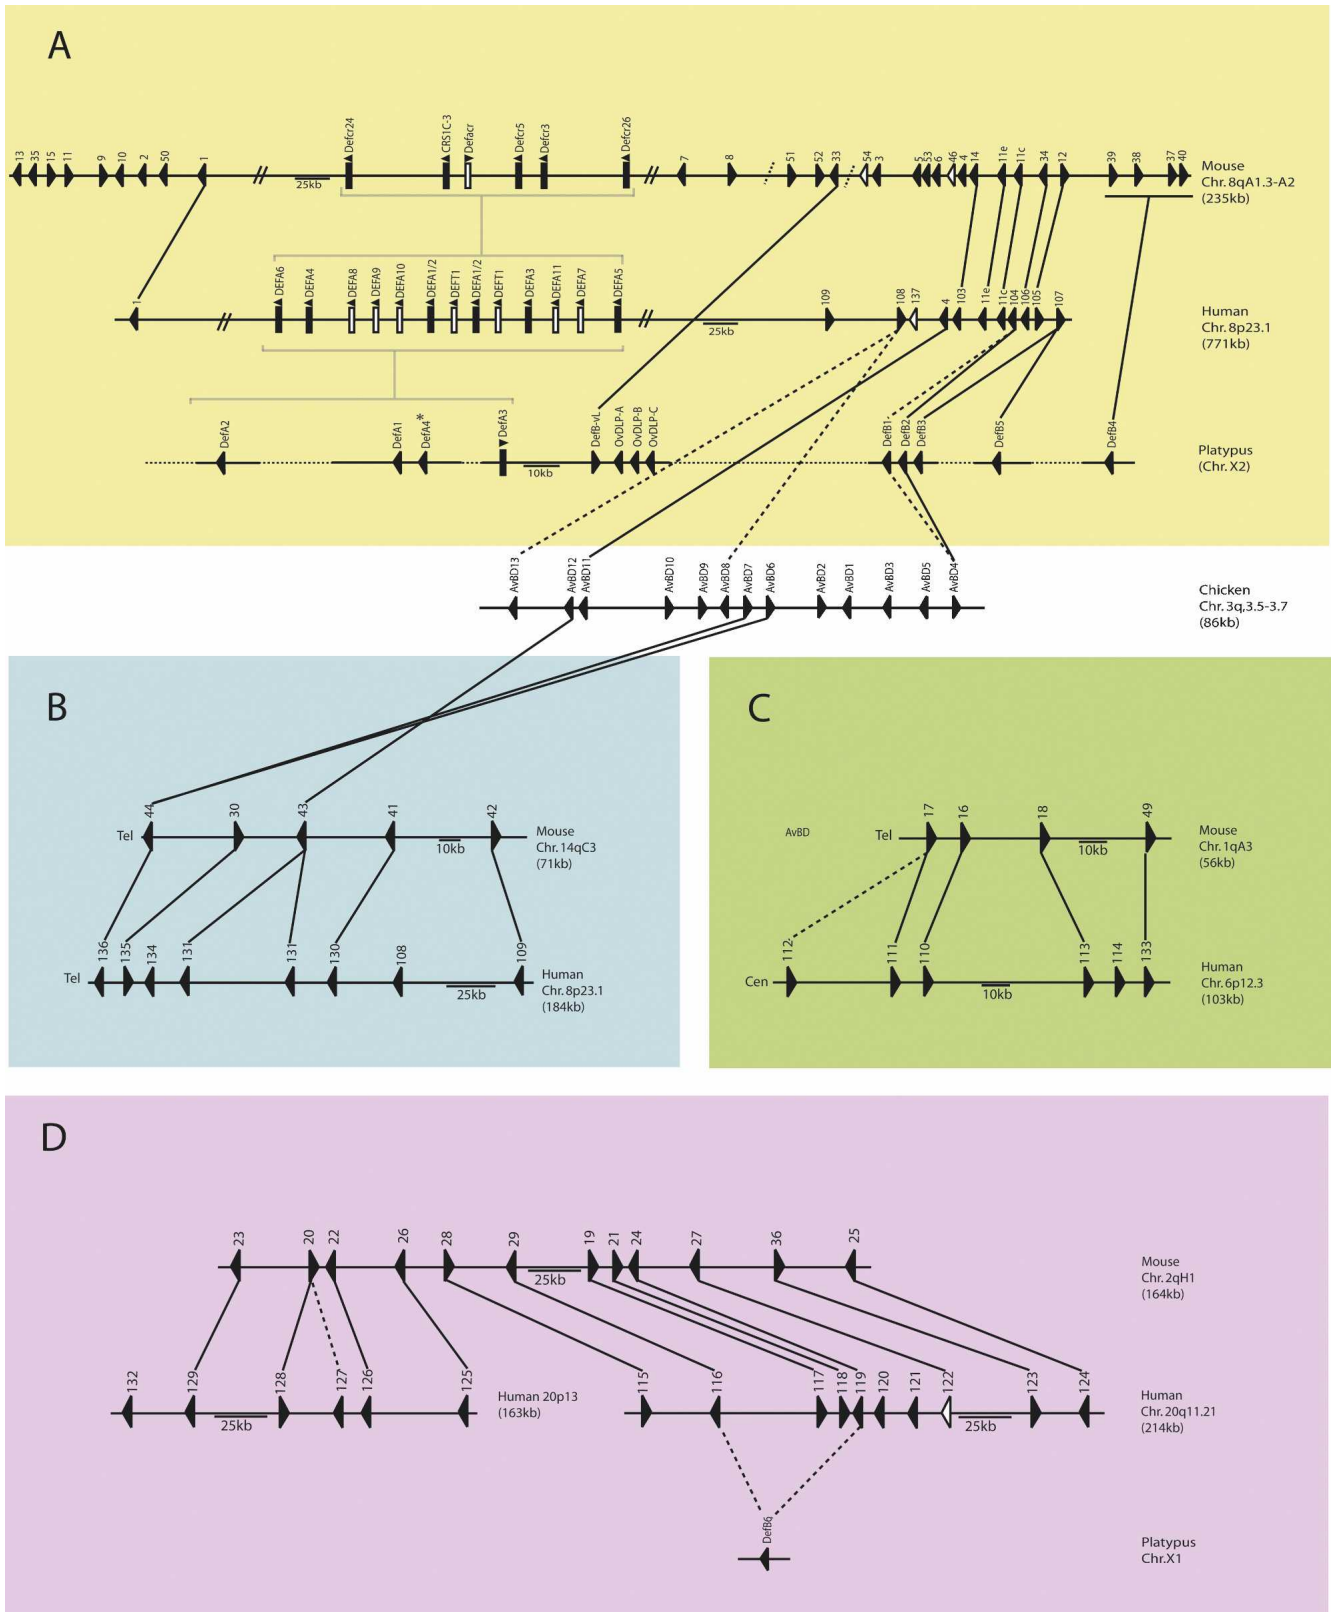 A
13 35 15 11 9 10 2 50 1 Defcr24 CRS1C-3 Defacr Defcr5 Defcr3 Defcr26 7 8 51 52 33 54 3 5 53 6 46 4 14 11e 11c 34 12 39 38 37 40
25kb
Mouse
Chr. 8qA1.3-A2
(235kb)
1 DEFA6 DEFA4 DEFA8 DEFA9 DEFA10 DEFA1/2 DEFT1 DEFA1/2 DEFT1 DEFA3 DEFA11 DEFA7 DEFA5 109 108 137 4 103 11e 11c 104 106 105 107
25kb
Human
Chr. 8p23.1
(771kb)
DefA2 DefA1 DefA4* DefA3 DefB-vL OvDLP-A OvDLP-B OvDLP-C DefB1 DefB2 DefB3 DefB5 DefB4
10kb
Platypus
(Chr. X2)
AvBD13 AvBD12 AvBD11 AvBD10 AvBD9 AvBD8 AvBD7 AvBD6 AvBD2 AvBD1 AvBD3 AvBD5 AvBD4
Chicken
Chr. 3q,3.5-3.7
(86kb)
B
44 30 43 41 42
Tel
10kb
Mouse
Chr. 14qC3
(71kb)
136 135 134 131 131 130 108 109
Tel
25kb
Human
Chr. 8p23.1
(184kb)
C
17 16 18 49
AvBD Tel
10kb
Mouse
Chr. 1qA3
(56kb)
112 111 110 113 114 133
Cen
10kb
Human
Chr. 6p12.3
(103kb)
D
23 20 22 26 28 29 19 21 24 27 36 25
25kb
Mouse
Chr. 2qH1
(164kb)
132 129 128 127 126 125
25kb
Human 20p13
(163kb)
115 116 117 118 119 120 121 122 123 124
25kb
Human
Chr. 20q11.21
(214kb)
DefB6
Platypus
Chr.X1